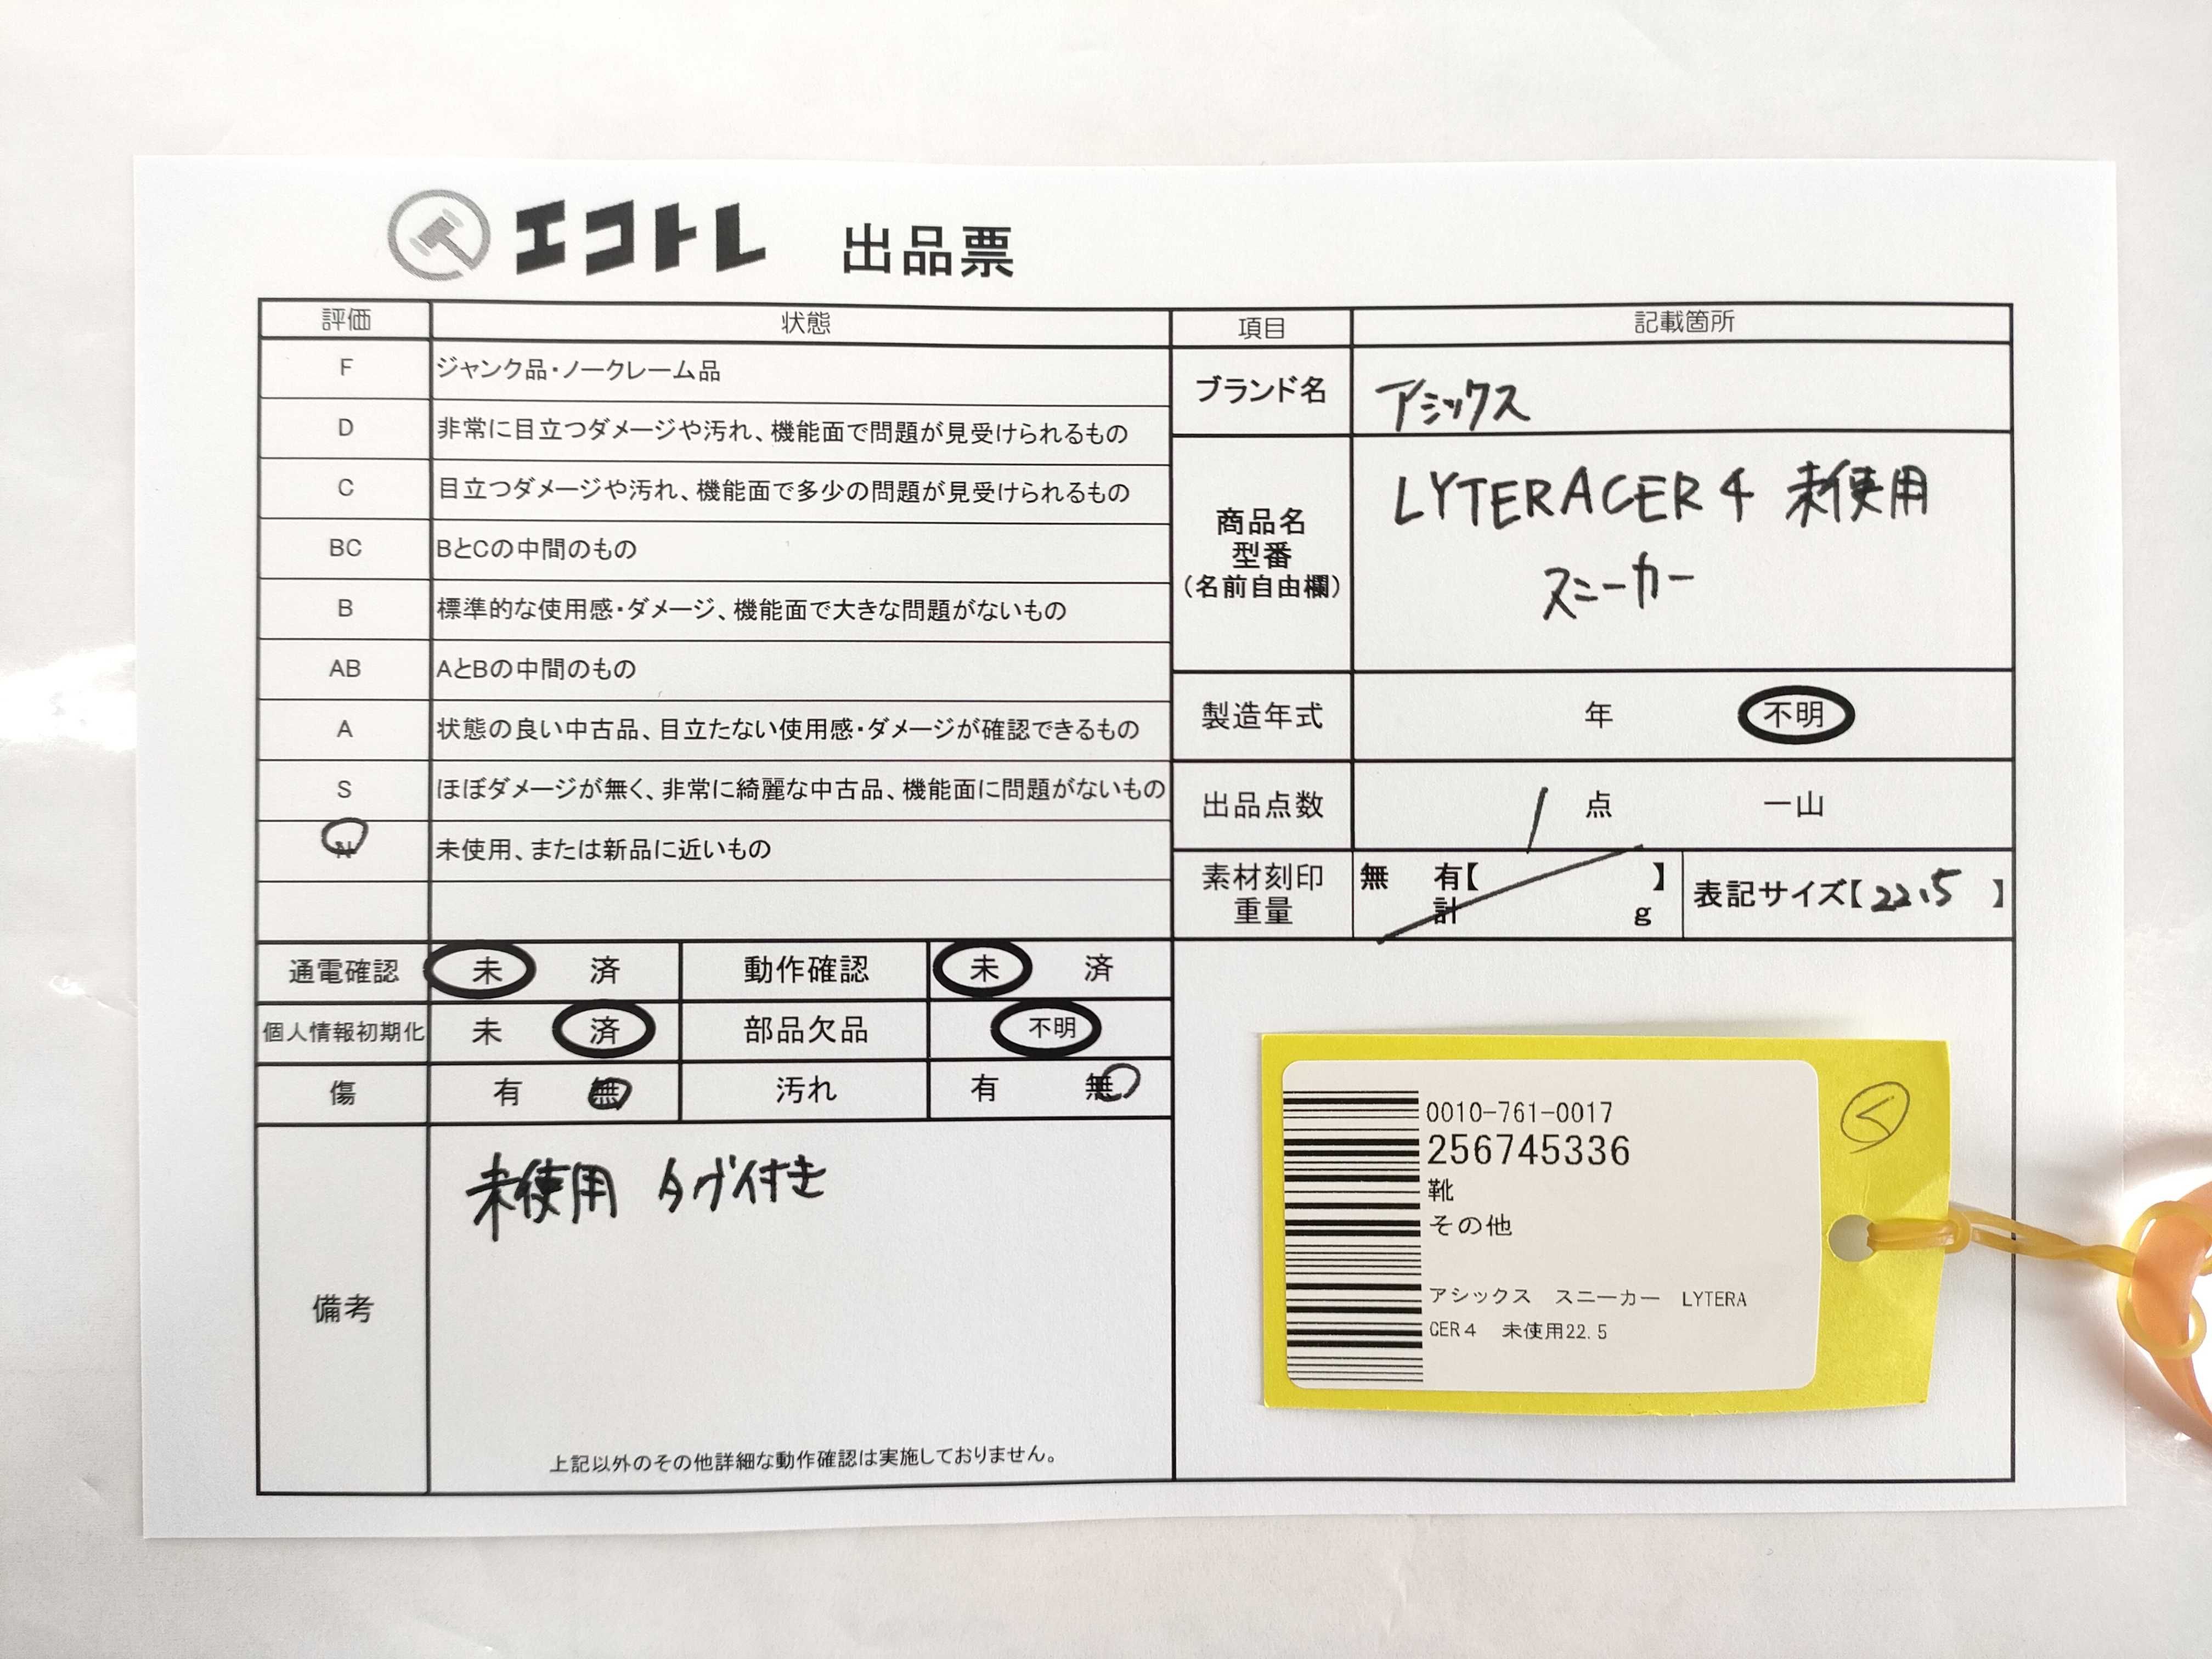 エコトレ 出品票
評価 状態
F ジャンク品・ノークレーム品
D 非常に目立つダメージや汚れ、機能面で問題が見受けられるもの
C 目立つダメージや汚れ、機能面で多少の問題が見受けられるもの
BC BとCの中間のもの
B 標準的な使用感・ダメージ、機能面で大きな問題がないもの
AB AとBの中間のもの
A 状態の良い中古品、目立たない使用感・ダメージが確認できるもの
S ほぼダメージが無く、非常に綺麗な中古品、機能面に問題がないもの
N 未使用、または新品に近いもの
通電確認 未 済 動作確認 未 済
個人情報初期化 未 済 部品欠品 不明
傷 有 無 汚れ 有 無
備考
未使用 タグ付き
上記以外のその他詳細な動作確認は実施しておりません。
項目 記載箇所
ブランド名 アシックス
商品名
型番
(名前自由欄)
LYTERACER4 未使用
スニーカー
製造年式 年 不明
出品点数 1 点 一山
素材刻印
重量
無 有【 】
計 g
表記サイズ【22.5】
0010-761-0017
256745336
靴
その他
アシックス スニーカー LYTERA
CER4 未使用22.5
く